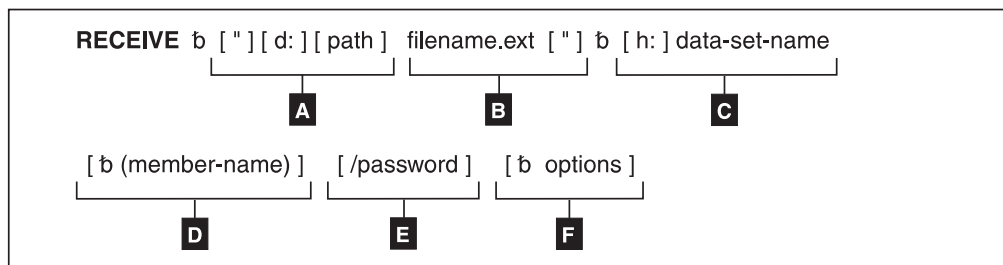 RECEIVE ƀ [ " ] [ d: ] [ path ] filename.ext [ " ] ƀ [ h: ] data-set-name
A B C
[ ƀ (member-name) ] [ /password ] [ ƀ options ]
D E F